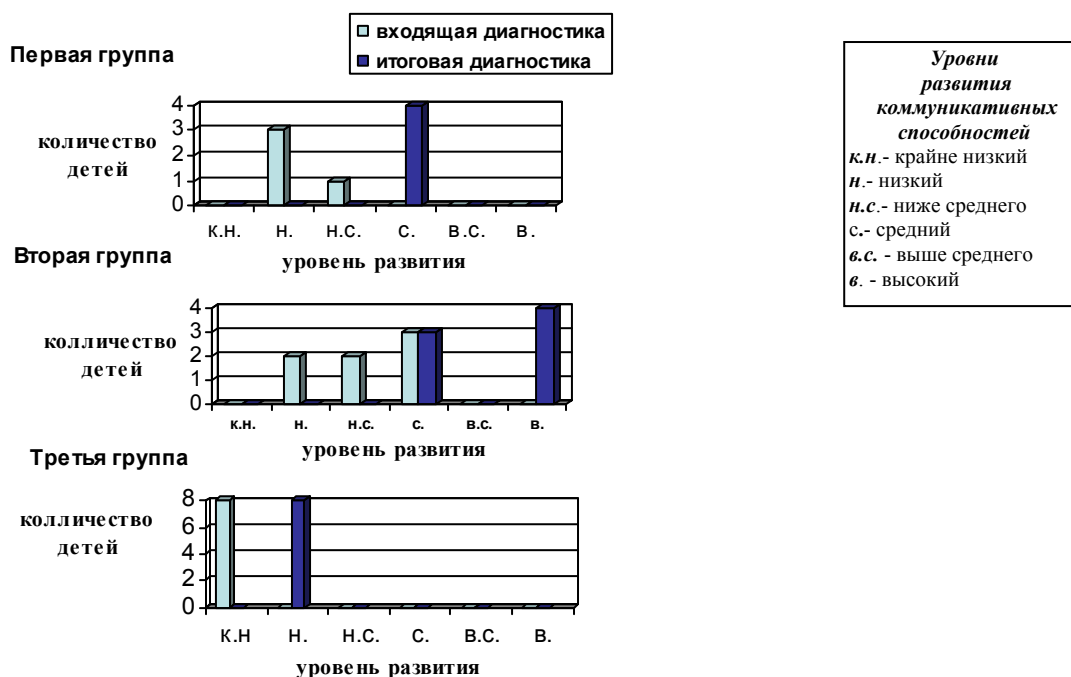 входящая диагностика
итоговая диагностика
Первая группа
количество
детей
4
3
2
1
0
К.Н. Н. Н.С. С. В.С. В.
уровень развития
Вторая группа
колличество
детей
4
3
2
1
0
к.н. н. н.с. с. в.с. в.
уровень развития
Третья группа
колличество
детей
8
6
4
2
0
К.Н Н. Н.С. С. В.С. В.
уровень развития
Уровни
развития
коммуникативных
способностей
к.н.- крайне низкий
н.- низкий
н.с.- ниже среднего
с.- средний
в.с. - выше среднего
в. - высокий